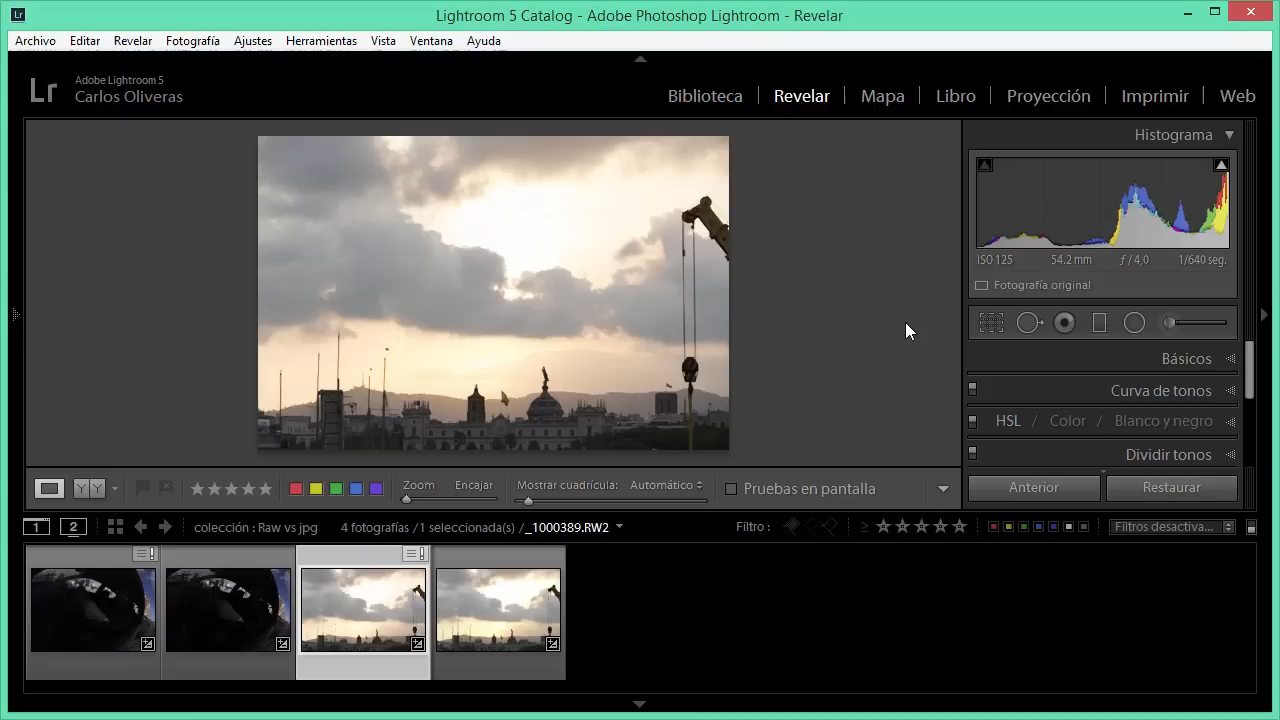 Lightroom 5 Catalog - Adobe Photoshop Lightroom - Revelar
Archivo Editar Revelar Fotografía Ajustes Herramientas Vista Ventana Ayuda
Lr Adobe Lightroom 5
Carlos Oliveras
Biblioteca | Revelar | Mapa | Libro | Proyección | Imprimir | Web
Histograma
ISO 125 54.2 mm ƒ / 4,0 1/640 seg.
Fotografía original
Básicos
Curva de tonos
HSL / Color / Blanco y negro
Dividir tonos
Anterior Restaurar
Zoom Encajar Mostrar cuadrícula: Automático Pruebas en pantalla
1 2 colección : Raw vs jpg 4 fotografías /1 seleccionada(s) /_1000389.RW2 Filtro : ≥ Filtros desactiva...